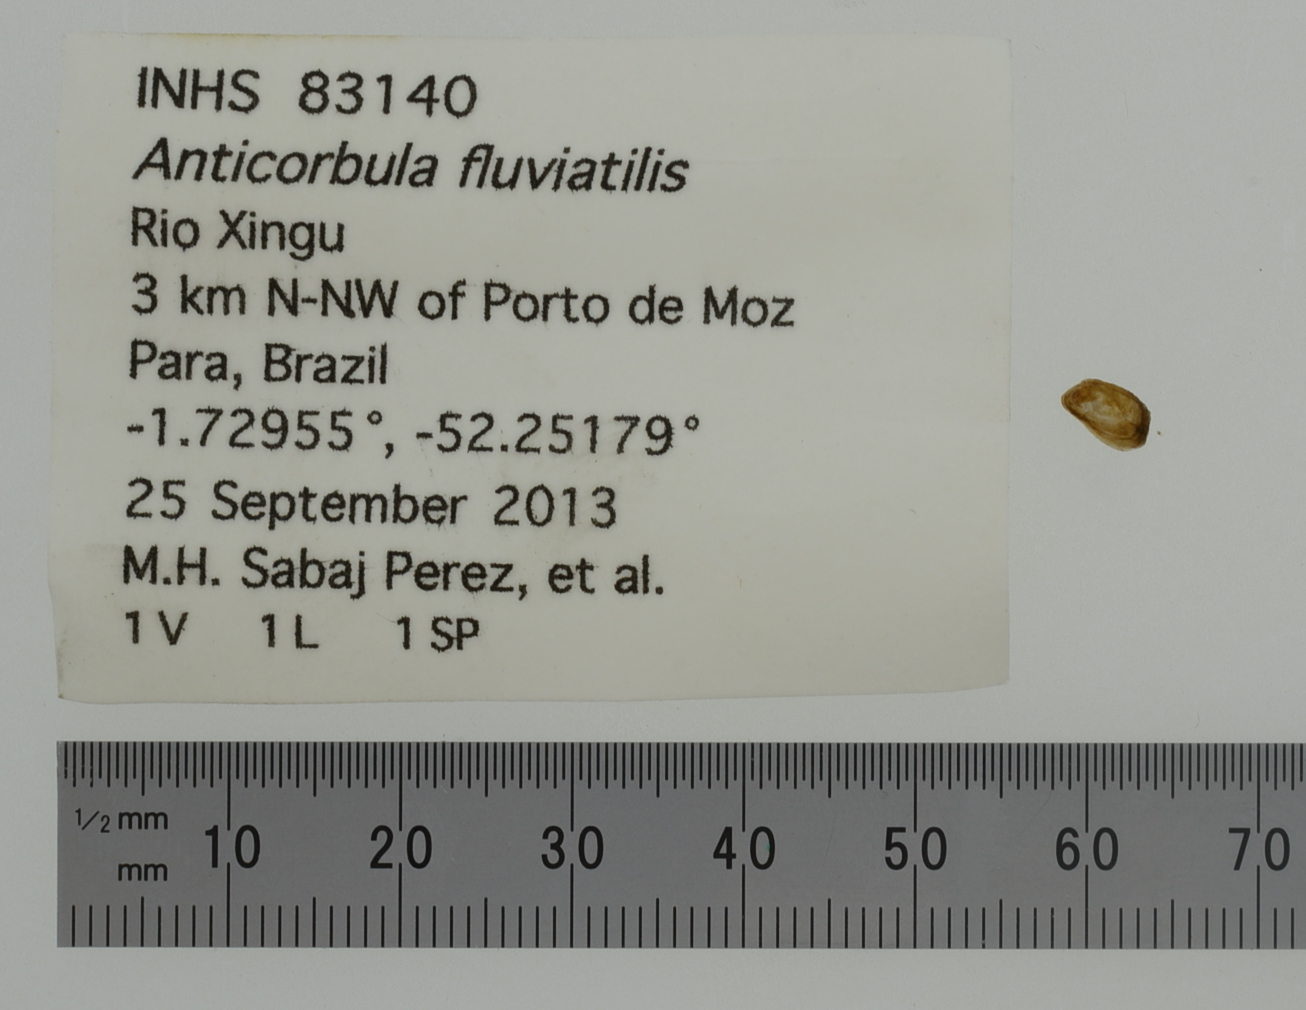 INHS 83140
Anticorbula fluviatilis
Rio Xingu
3 km N-NW of Porto de Moz
Para, Brazil
-1.72955°, -52.25179°
25 September 2013
M.H. Sabaj Perez, et al.
1 V 1 L 1 SP
1/2 mm
10 20 30 40 50 60 70
mm